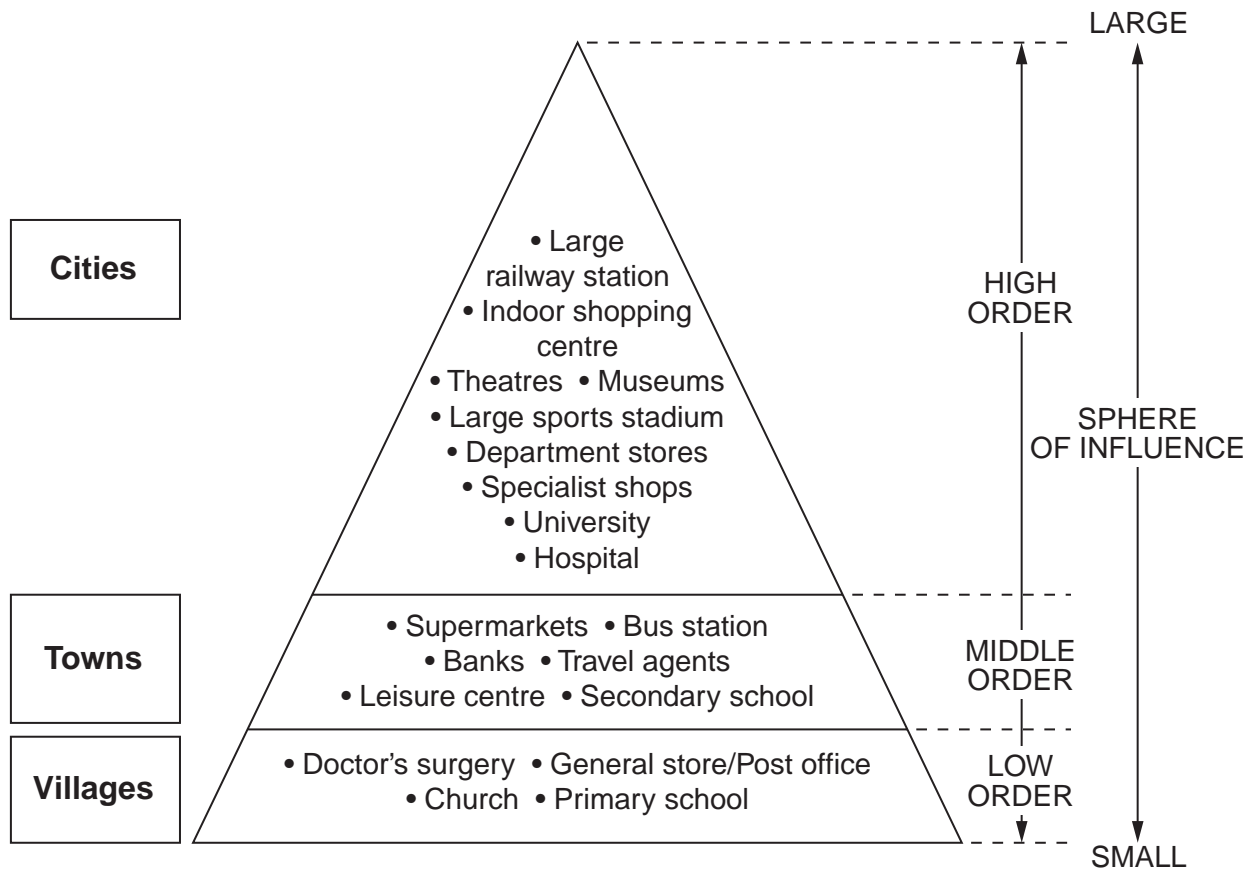 LARGE
Cities
• Large
railway station
• Indoor shopping
centre
• Theatres • Museums
• Large sports stadium
• Department stores
• Specialist shops
• University
• Hospital
HIGH
ORDER
SPHERE
OF INFLUENCE
Towns
• Supermarkets • Bus station
• Banks • Travel agents
• Leisure centre • Secondary school
MIDDLE
ORDER
Villages
• Doctor's surgery • General store/Post office
• Church • Primary school
LOW
ORDER
SMALL